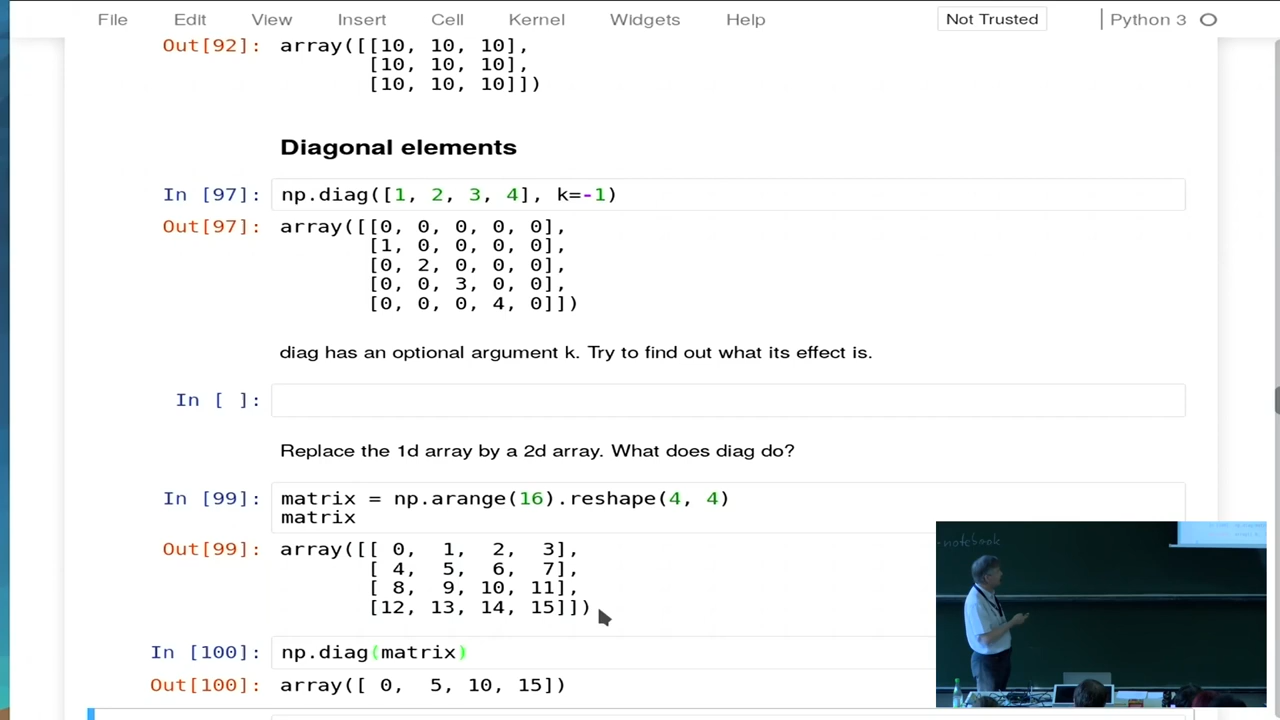 File Edit View Insert Cell Kernel Widgets Help Not Trusted Python 3
Out[92]: array([[10, 10, 10],
[10, 10, 10],
[10, 10, 10]])
Diagonal elements
In [97]: np.diag([1, 2, 3, 4], k=-1)
Out[97]: array([[0, 0, 0, 0, 0],
[1, 0, 0, 0, 0],
[0, 2, 0, 0, 0],
[0, 0, 3, 0, 0],
[0, 0, 0, 4, 0]])
diag has an optional argument k. Try to find out what its effect is.
In [ ]:
Replace the 1d array by a 2d array. What does diag do?
In [99]: matrix = np.arange(16).reshape(4, 4)
matrix
Out[99]: array([[ 0, 1, 2, 3],
[ 4, 5, 6, 7],
[ 8, 9, 10, 11],
[12, 13, 14, 15]])
-notebook
In [100]: np.diag(matrix)
Out[100]: array([ 0, 5, 10, 15])